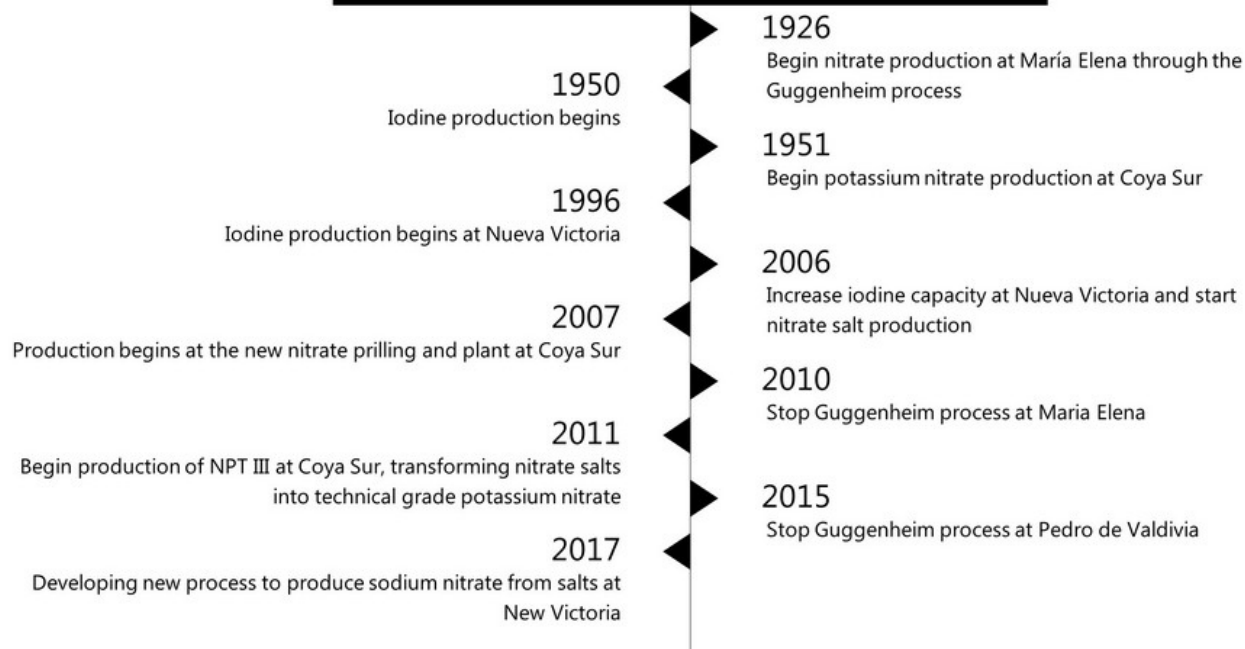 1926
Begin nitrate production at María Elena through the
Guggenheim process
1950
Iodine production begins
1951
Begin potassium nitrate production at Coya Sur
1996
Iodine production begins at Nueva Victoria
2006
Increase iodine capacity at Nueva Victoria and start
nitrate salt production
2007
Production begins at the new nitrate prilling and plant at Coya Sur
2010
Stop Guggenheim process at Maria Elena
2011
Begin production of NPT III at Coya Sur, transforming nitrate salts
into technical grade potassium nitrate
2015
Stop Guggenheim process at Pedro de Valdivia
2017
Developing new process to produce sodium nitrate from salts at
New Victoria